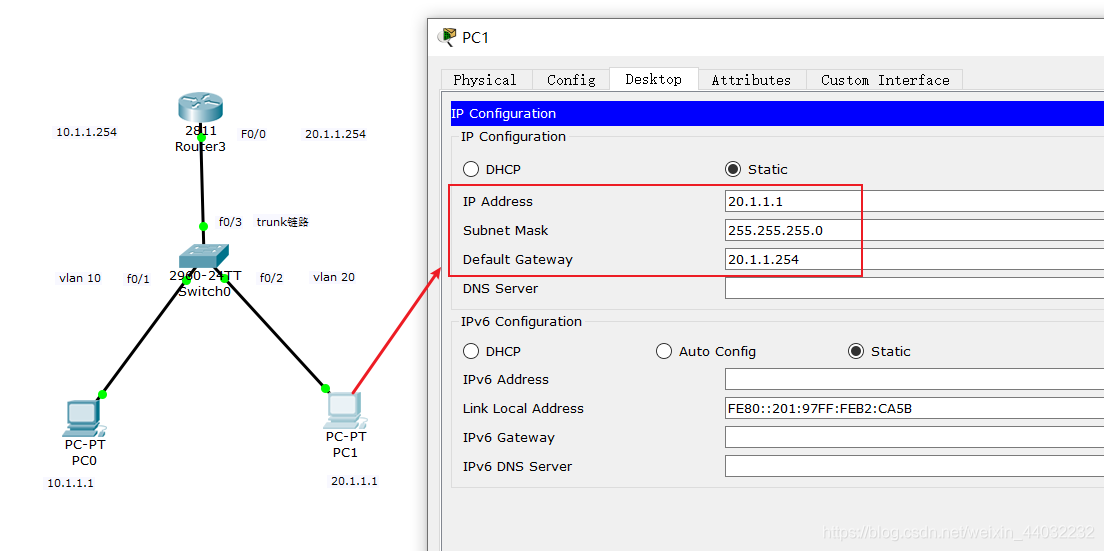 10.1.1.254
2811
Router3
F0/0
20.1.1.254
f0/3
trunk链路
vlan 10
f0/1
2960-24TT
Switch0
f0/2
vlan 20
PC-PT
PC0
10.1.1.1
PC-PT
PC1
20.1.1.1
PC1
Physical Config Desktop Attributes Custom Interface
IP Configuration
IP Configuration
DHCP Static
IP Address 20.1.1.1
Subnet Mask 255.255.255.0
Default Gateway 20.1.1.254
DNS Server
IPv6 Configuration
DHCP Auto Config Static
IPv6 Address
Link Local Address FE80::201:97FF:FEB2:CA5B
IPv6 Gateway
IPv6 DNS Server
https://blog.csdn.net/weixin_44032232